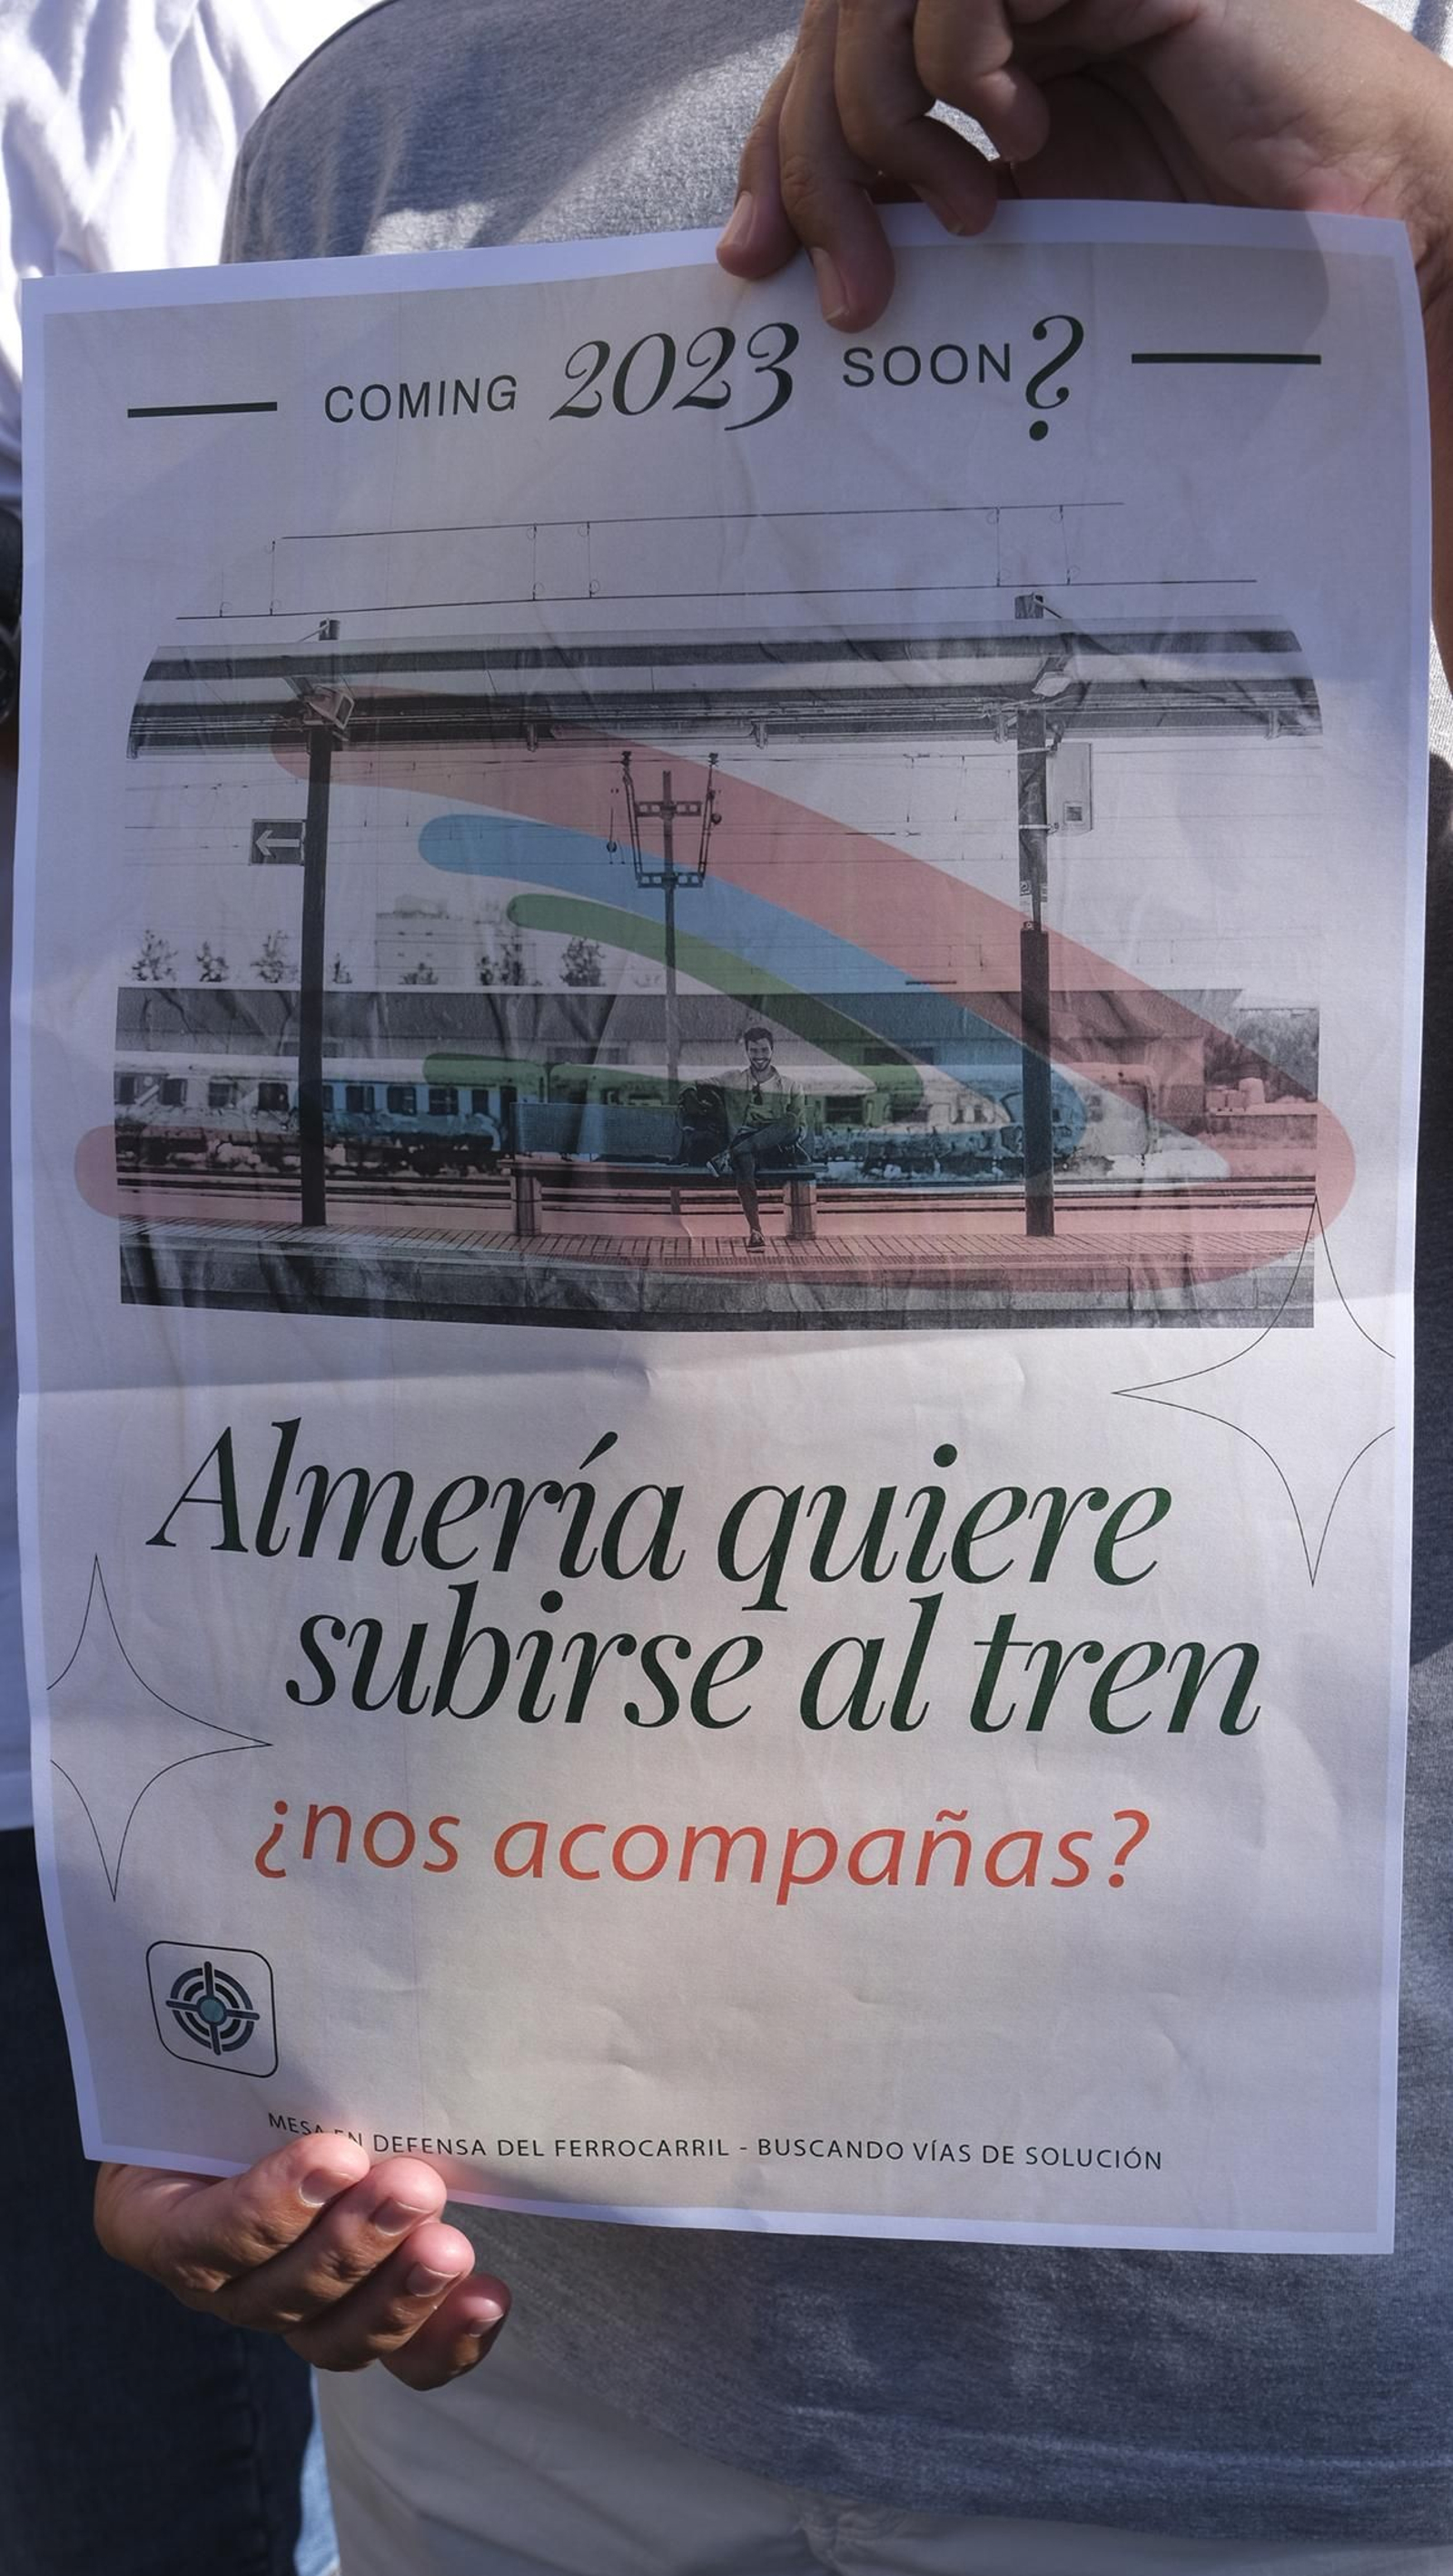 COMING 2023 SOON?
Almería quiere
subirse al tren
¿nos acompañas?
MESA EN DEFENSA DEL FERROCARRIL - BUSCANDO VÍAS DE SOLUCIÓN